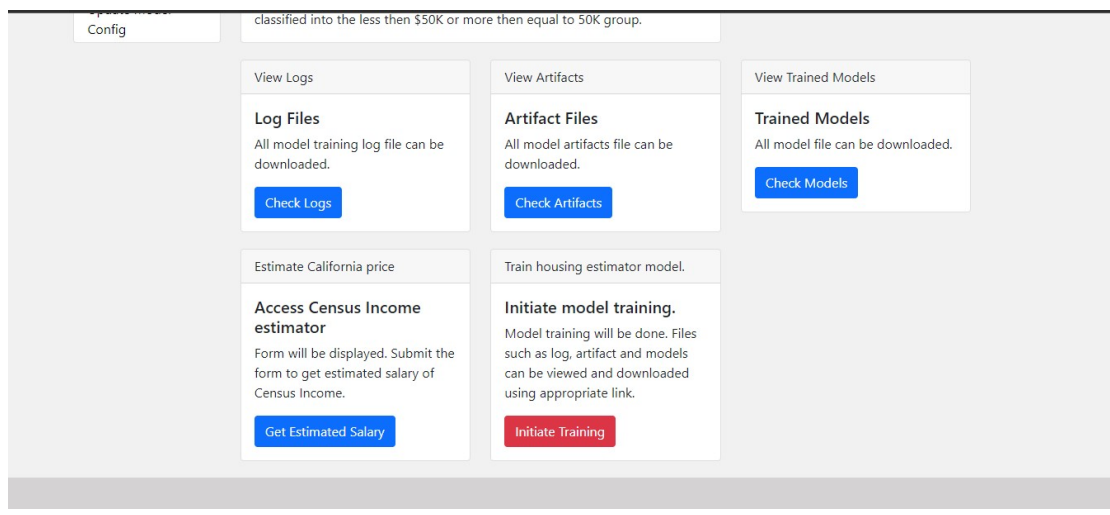 Config
classified into the less then $50K or more then equal to 50K group.
View Logs
Log Files
All model training log file can be
downloaded.
Check Logs
View Artifacts
Artifact Files
All model artifacts file can be
downloaded.
Check Artifacts
View Trained Models
Trained Models
All model file can be downloaded.
Check Models
Estimate California price
Access Census Income
estimator
Form will be displayed. Submit the
form to get estimated salary of
Census Income.
Get Estimated Salary
Train housing estimator model.
Initiate model training.
Model training will be done. Files
such as log, artifact and models
can be viewed and downloaded
using appropriate link.
Initiate Training